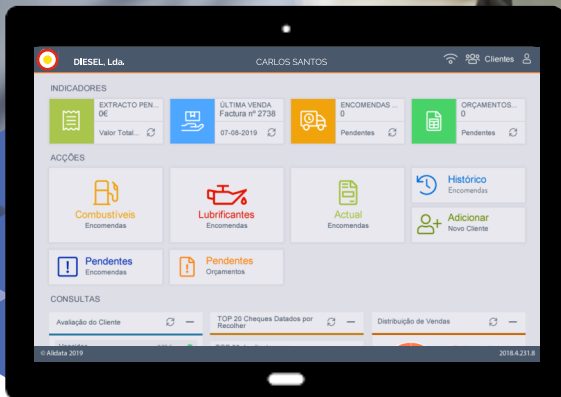 DIESEL, Lda.
CARLOS SANTOS
Clientes
INDICADORES
EXTRACTO PEN...
0€
Valor Total...
ÚLTIMA VENDA
Factura nº 2738
07-08-2019
ENCOMENDAS ...
0
Pendentes
ORÇAMENTOS...
0
Pendentes
ACÇÕES
Combustíveis
Encomendas
Lubrificantes
Encomendas
Actual
Encomendas
Histórico
Encomendas
Adicionar
Novo Cliente
Pendentes
Encomendas
Pendentes
Orçamentos
CONSULTAS
Avaliação do Cliente
TOP 20 Cheques Datados por
Recolher
Distribuição de Vendas
© Alidata 2019
2018.4.231.8